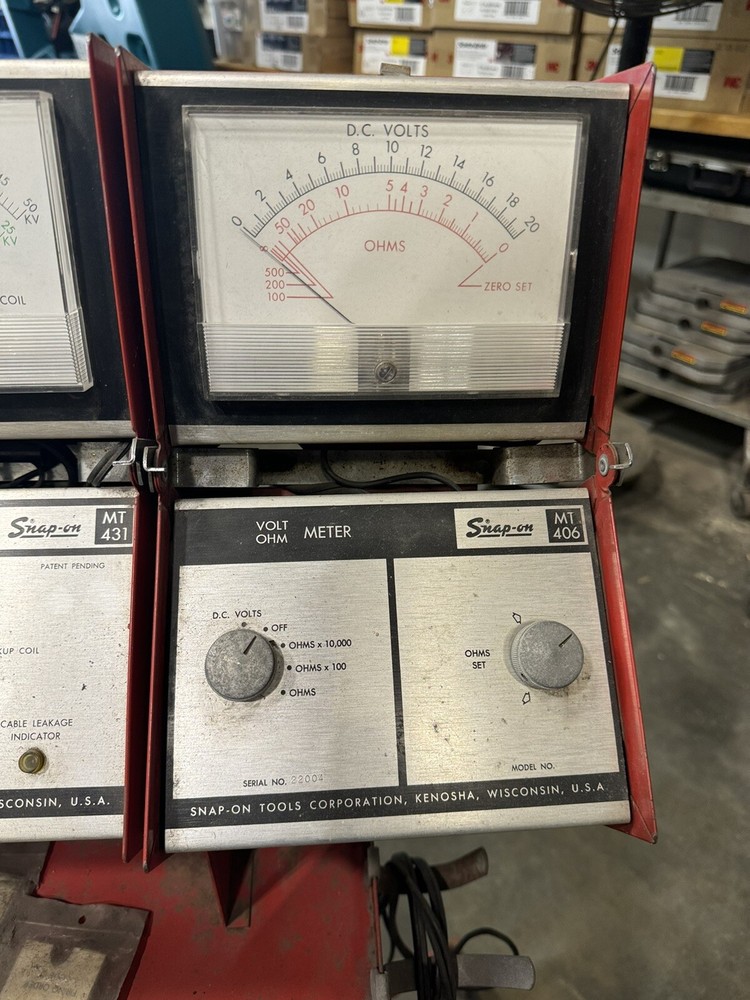 D.C. VOLTS
0 2 4 6 8 10 12 14 16 18 20
∞ 50 20 10 5 4 3 2 1 0
OHMS
500
200
100
ZERO SET
45
50
KV
25
KV
COIL
Snap-on MT 431
PATENT PENDING
KUP COIL
CABLE LEAKAGE
INDICATOR
SCONSIN, U.S.A.
VOLT
OHM METER
Snap-on MT 406
D.C. VOLTS
OFF
OHMS x 10,000
OHMS x 100
OHMS
OHMS
SET
SERIAL NO. 22004
MODEL NO.
SNAP-ON TOOLS CORPORATION, KENOSHA, WISCONSIN, U.S.A.